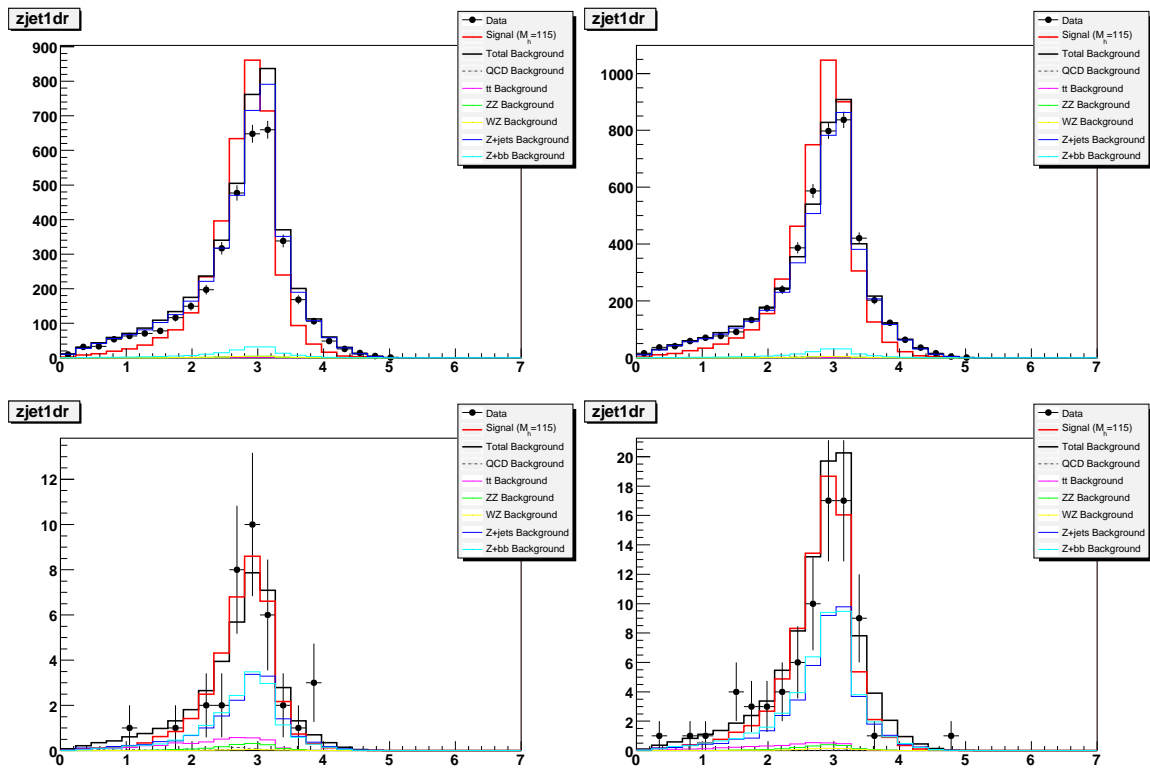 zjet1dr
Data
Signal (M_h=115)
Total Background
QCD Background
tt Background
ZZ Background
WZ Background
Z+jets Background
Z+bb Background
900
800
700
600
500
400
300
200
100
0
0 1 2 3 4 5 6 7
zjet1dr
Data
Signal (M_h=115)
Total Background
QCD Background
tt Background
ZZ Background
WZ Background
Z+jets Background
Z+bb Background
1000
800
600
400
200
0
0 1 2 3 4 5 6 7
zjet1dr
Data
Signal (M_h=115)
Total Background
QCD Background
tt Background
ZZ Background
WZ Background
Z+jets Background
Z+bb Background
12
10
8
6
4
2
0
0 1 2 3 4 5 6 7
zjet1dr
Data
Signal (M_h=115)
Total Background
QCD Background
tt Background
ZZ Background
WZ Background
Z+jets Background
Z+bb Background
20
18
16
14
12
10
8
6
4
2
0
0 1 2 3 4 5 6 7